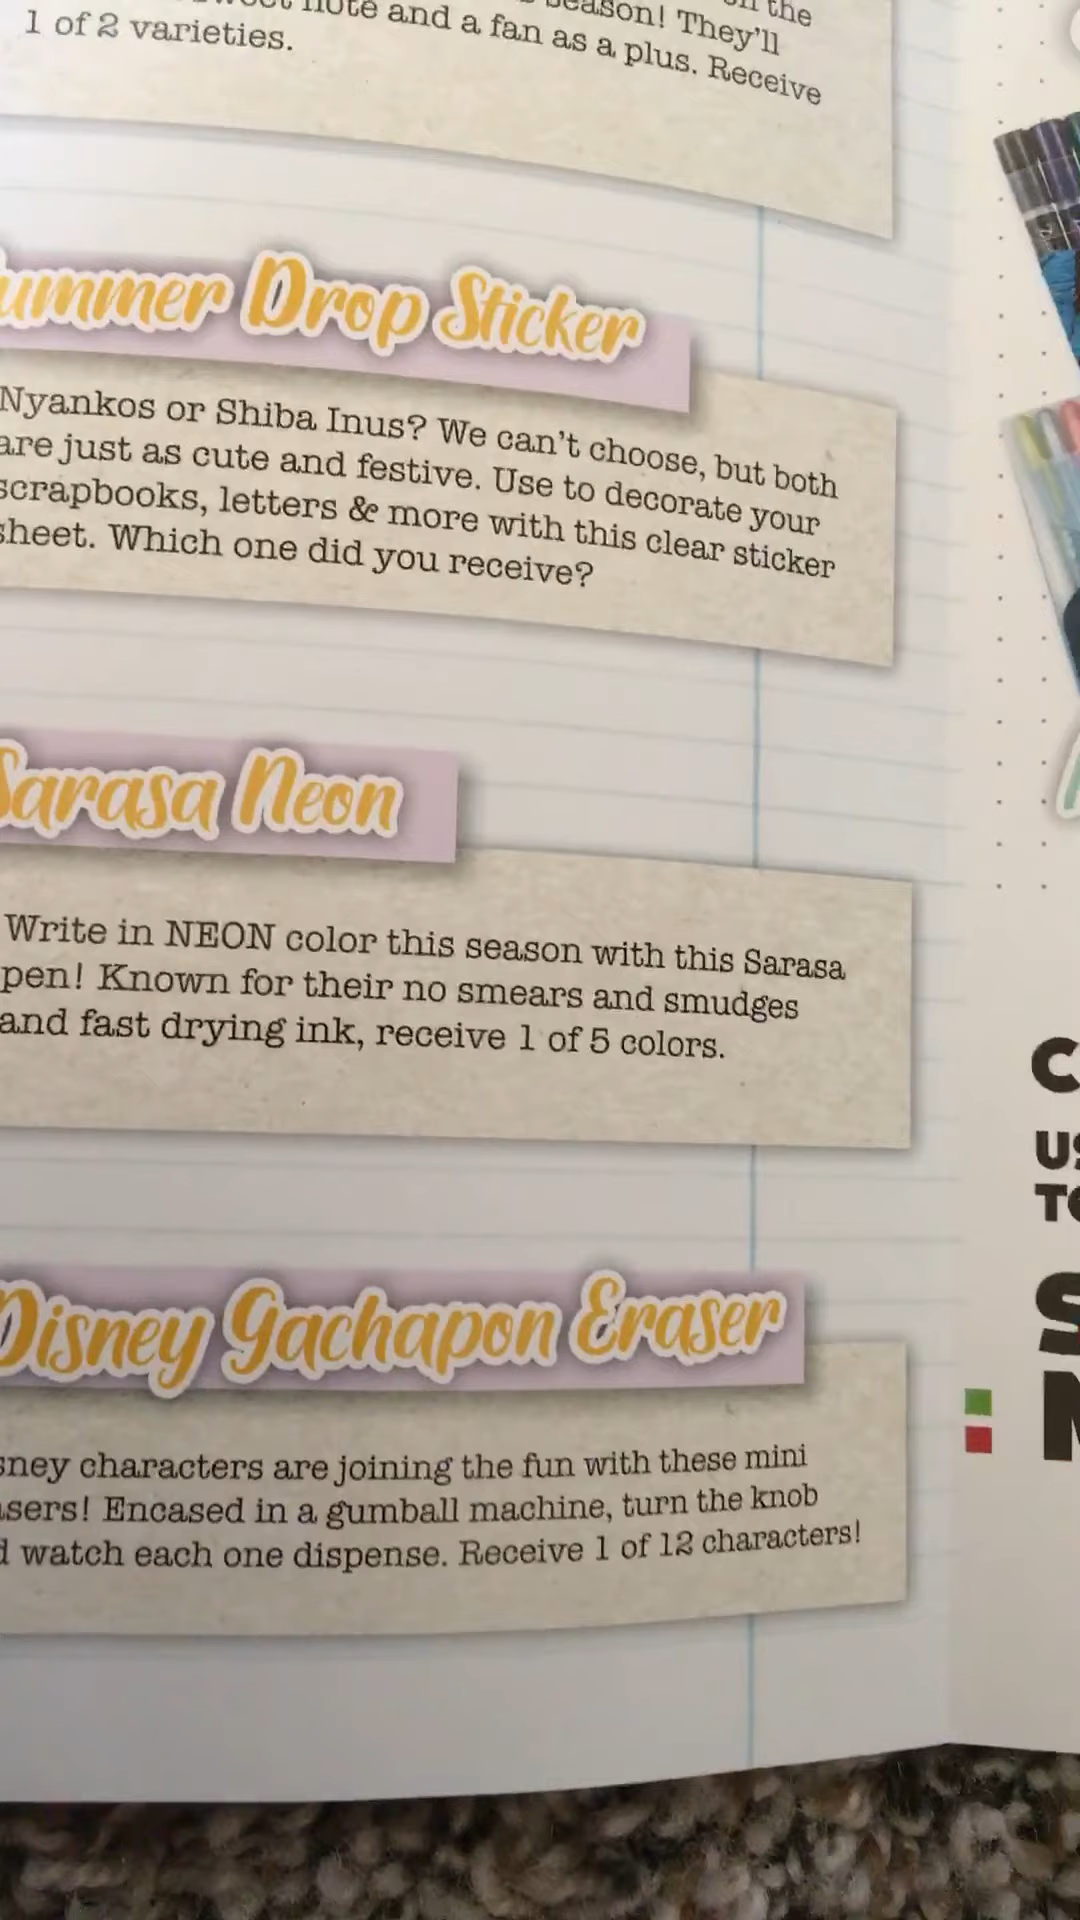 the
season! They'll
note and a fan as a plus. Receive
1 of 2 varieties.
ummer Drop Sticker
Nyankos or Shiba Inus? We can't choose, but both
are just as cute and festive. Use to decorate your
scrapbooks, letters & more with this clear sticker
sheet. Which one did you receive?
Sarasa Neon
Write in NEON color this season with this Sarasa
pen! Known for their no smears and smudges
and fast drying ink, receive 1 of 5 colors.
Disney Gachapon Eraser
sney characters are joining the fun with these mini
asers! Encased in a gumball machine, turn the knob
d watch each one dispense. Receive 1 of 12 characters!
C
US
TO
S
M